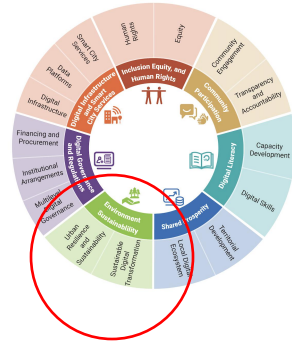 Human
Rights
Equity
Smart City
Services
Data
Platforms
Digital
Infrastructure
Digital Infrastructure
and Smart
City Services
Inclusion Equity, and
Human Rights
Community
Participation
Community
Engagement
Transparency
and
Accountability
Financing and
Procurement
Institutional
Arrangements
Multilevel
Digital
Governance
Digital Governance
and Regulations
Digital Literacy
Capacity
Development
Digital Skills
Environment
Sustainability
Urban
Resilience
and
Sustainability
Sustainable
Digital
Transformation
Shared Prosperity
Local Digital
Ecosystem
Territorial
Development